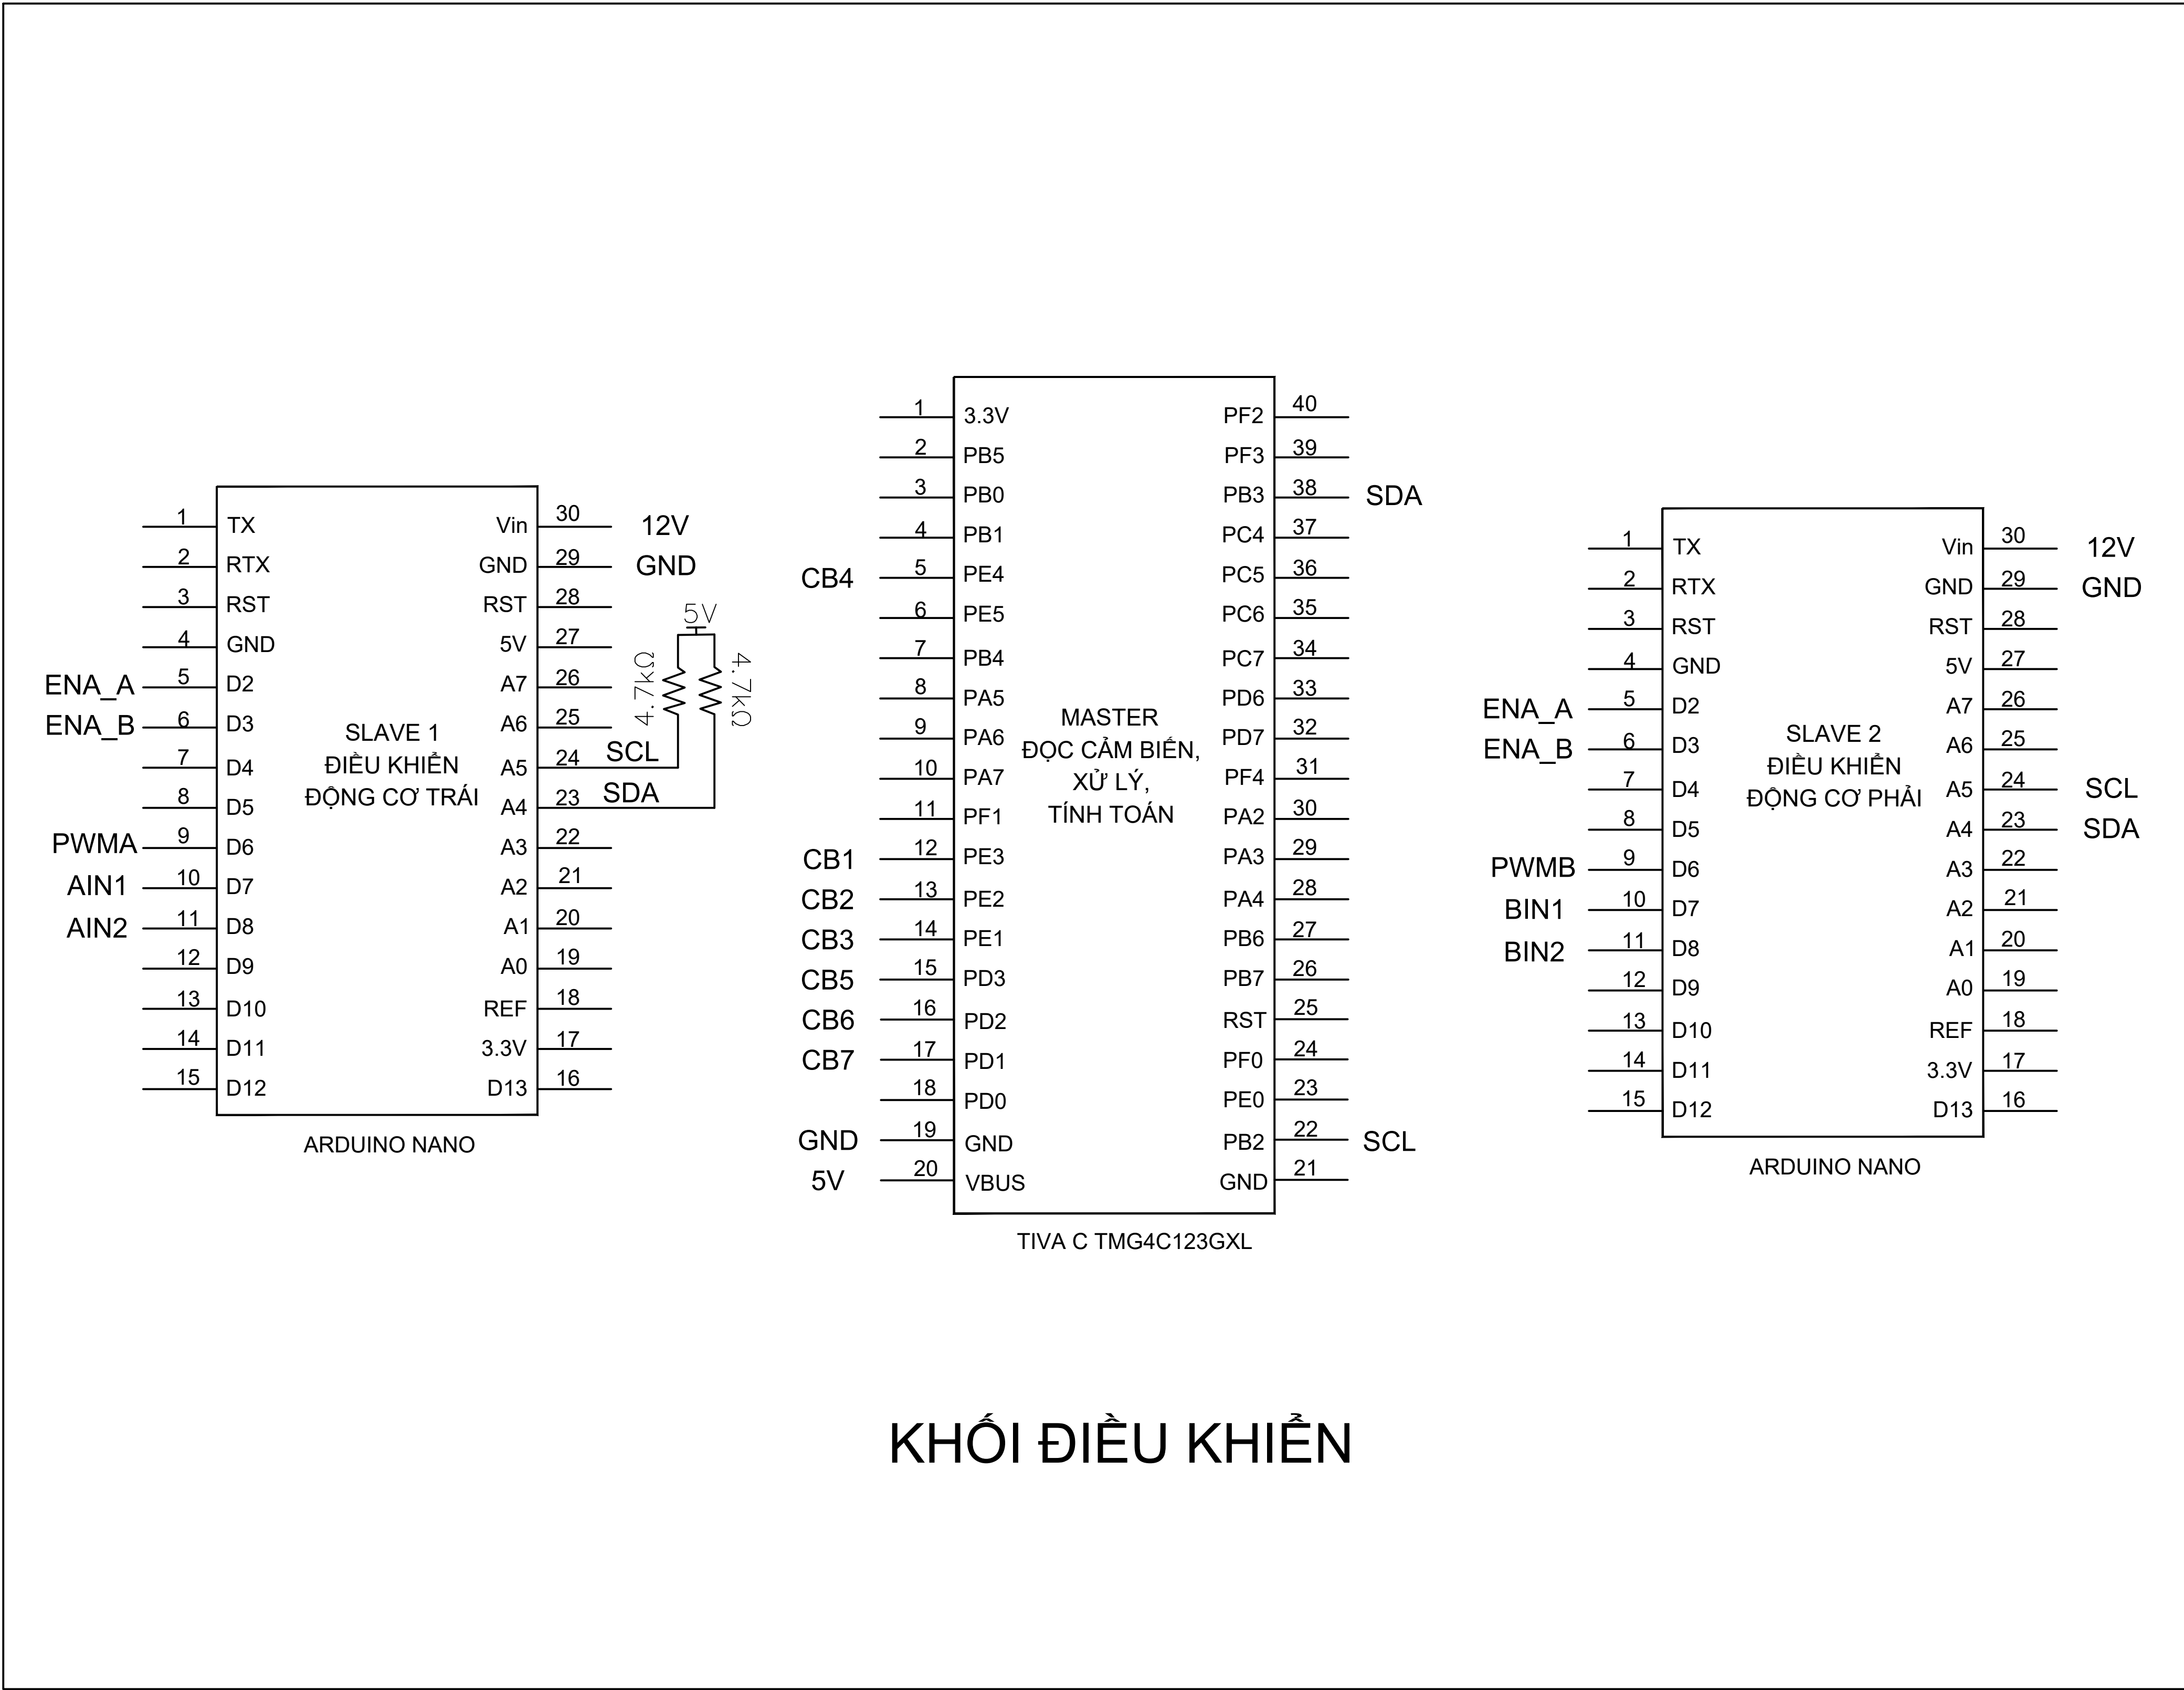 1 TX Vin 30 12V
2 RTX GND 29 GND
3 RST RST 28
4 GND 5V 27
ENA_A 5 D2 A7 26
ENA_B 6 D3 A6 25
7 D4 A5 24 SCL
8 D5 A4 23 SDA
PWMA 9 D6 A3 22
AIN1 10 D7 A2 21
AIN2 11 D8 A1 20
12 D9 A0 19
13 D10 REF 18
14 D11 3.3V 17
15 D12 D13 16
SLAVE 1
ĐIỀU KHIỂN
ĐỘNG CƠ TRÁI
ARDUINO NANO
5V
4.7kΩ
4.7kΩ
1 3.3V PF2 40
2 PB5 PF3 39
3 PB0 PB3 38 SDA
4 PB1 PC4 37
CB4 5 PE4 PC5 36
6 PE5 PC6 35
7 PB4 PC7 34
8 PA5 PD6 33
9 PA6 PD7 32
10 PA7 PF4 31
11 PF1 PA2 30
CB1 12 PE3 PA3 29
CB2 13 PE2 PA4 28
CB3 14 PE1 PB6 27
CB5 15 PD3 PB7 26
CB6 16 PD2 RST 25
CB7 17 PD1 PF0 24
18 PD0 PE0 23
GND 19 GND PB2 22 SCL
5V 20 VBUS GND 21
MASTER
ĐỌC CẢM BIẾN,
XỬ LÝ,
TÍNH TOÁN
TIVA C TMG4C123GXL
1 TX Vin 30 12V
2 RTX GND 29 GND
3 RST RST 28
4 GND 5V 27
ENA_A 5 D2 A7 26
ENA_B 6 D3 A6 25
7 D4 A5 24 SCL
8 D5 A4 23 SDA
PWMB 9 D6 A3 22
BIN1 10 D7 A2 21
BIN2 11 D8 A1 20
12 D9 A0 19
13 D10 REF 18
14 D11 3.3V 17
15 D12 D13 16
SLAVE 2
ĐIỀU KHIỂN
ĐỘNG CƠ PHẢI
ARDUINO NANO
KHỐI ĐIỀU KHIỂN